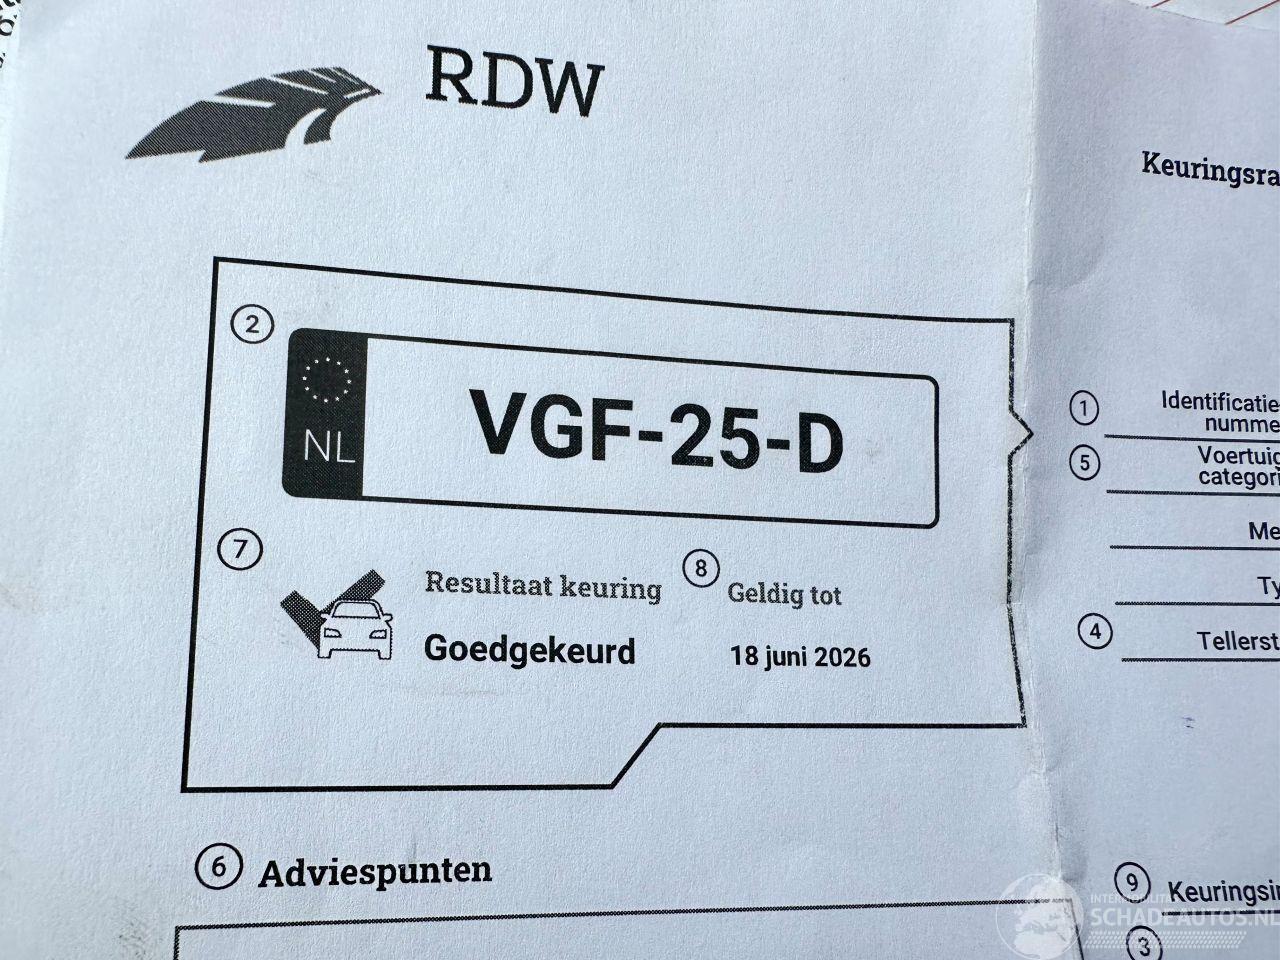 RDW
Keuringsra
2
NL
VGF-25-D
7
Resultaat keuring
Goedgekeurd
8
Geldig tot
18 juni 2026
1
Identificatie-
numme
5
Voertuig
categori
Me
Ty
4
Tellerst
6
Adviespunten
9
Keuringsin
3
SCHADEAUTOS.NL